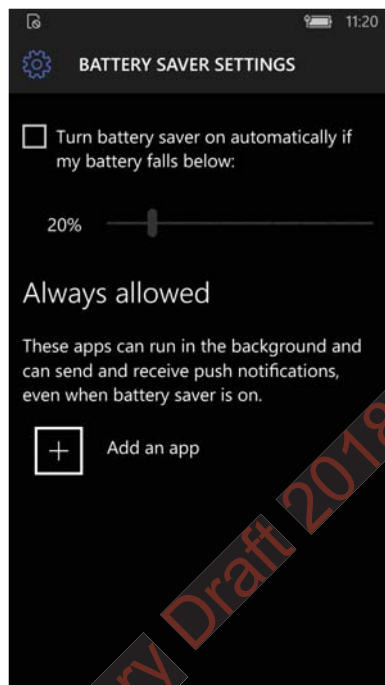 11:20
BATTERY SAVER SETTINGS
Turn battery saver on automatically if
my battery falls below:
20%
Always allowed
These apps can run in the background and
can send and receive push notifications,
even when battery saver is on.
Add an app
Draft 2018